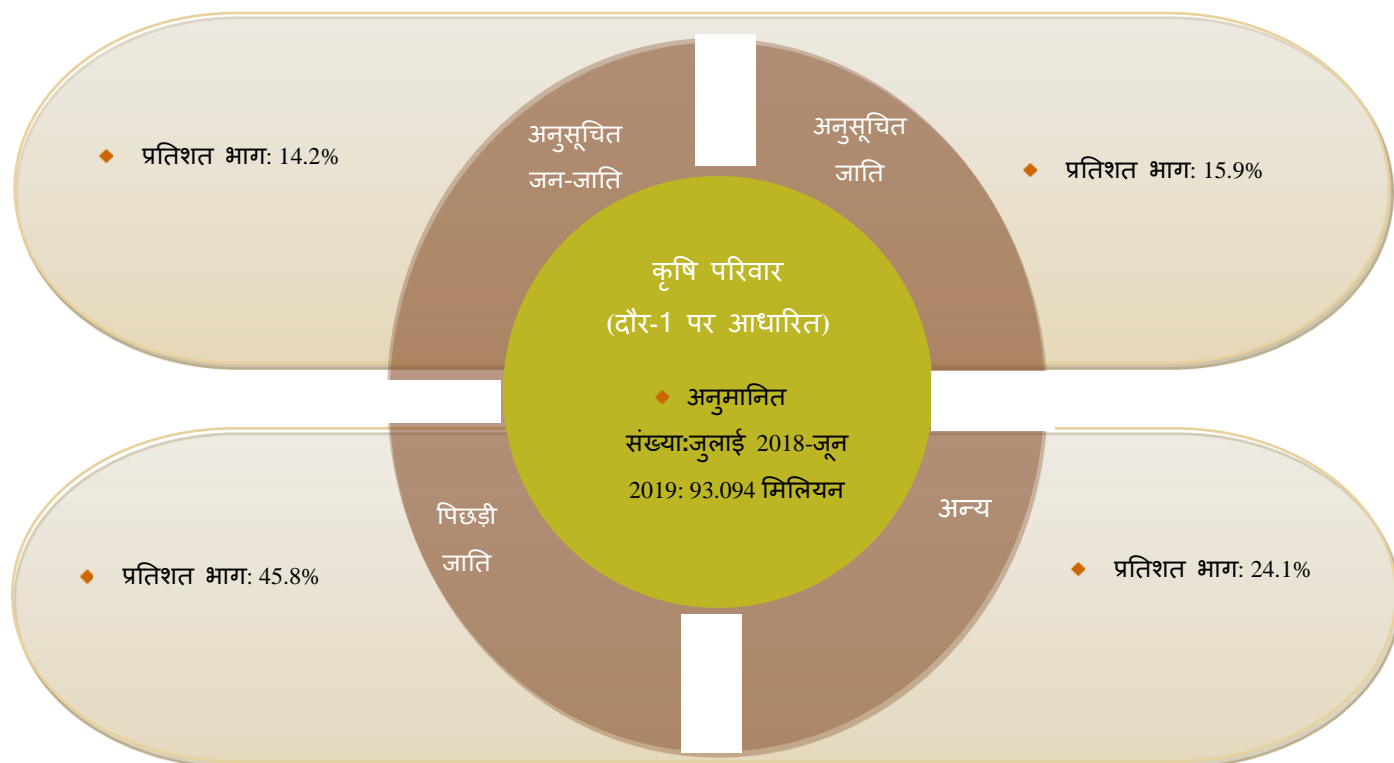 अनुसूचित
जन-जाति
◆ प्रतिशत भाग: 14.2%
अनुसूचित
जाति
◆ प्रतिशत भाग: 15.9%
कृषि परिवार
(दौर-1 पर आधारित)
◆ अनुमानित
संख्या:जुलाई 2018-जून
2019: 93.094 मिलियन
पिछड़ी
जाति
◆ प्रतिशत भाग: 45.8%
अन्य
◆ प्रतिशत भाग: 24.1%